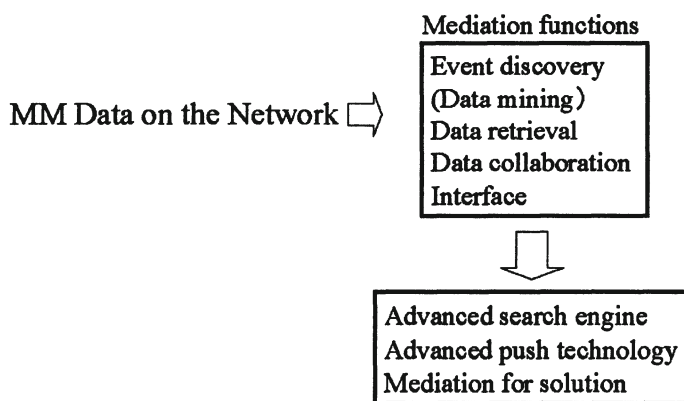 Mediation functions
MM Data on the Network
Event discovery
(Data mining)
Data retrieval
Data collaboration
Interface
Advanced search engine
Advanced push technology
Mediation for solution